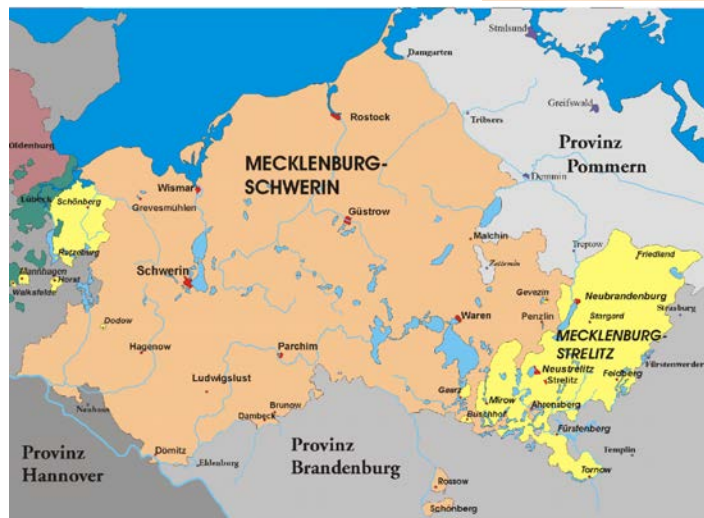 Stralsund
Damgarten
Greifswald
Rostock
Tribsees
Oldenburg
Provinz
Pommern
MECKLENBURG-
SCHWERIN
Demmin
Wismar
Lübeck
Schönberg
Grevesmühlen
Güstrow
Malchin
Treptow
Friedland
Ratzeburg
Zettemin
Mannhagen
Horst
Schwerin
Walksfelde
Gevezin
Neubrandenburg
Waren
Penzlin
Stargard
Strasburg
Dodow
MECKLENBURG-
STRELITZ
Hagenow
Parchim
Fürstenwerder
Neustrelitz
Feldberg
Strelitz
Ludwigslust
Gaarz
Mirow
Neuhaus
Brunow
Ahrensberg
Buschhof
Dambeck
Fürstenberg
Provinz
Hannover
Dömitz
Eldenburg
Provinz
Brandenburg
Templin
Tornow
Rossow
Schönberg